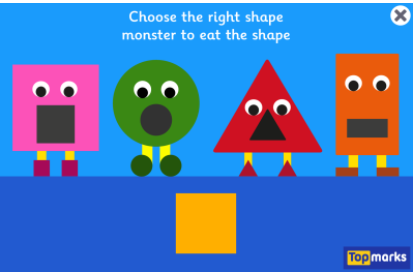 Choose the right shape
monster to eat the shape
Topmarks